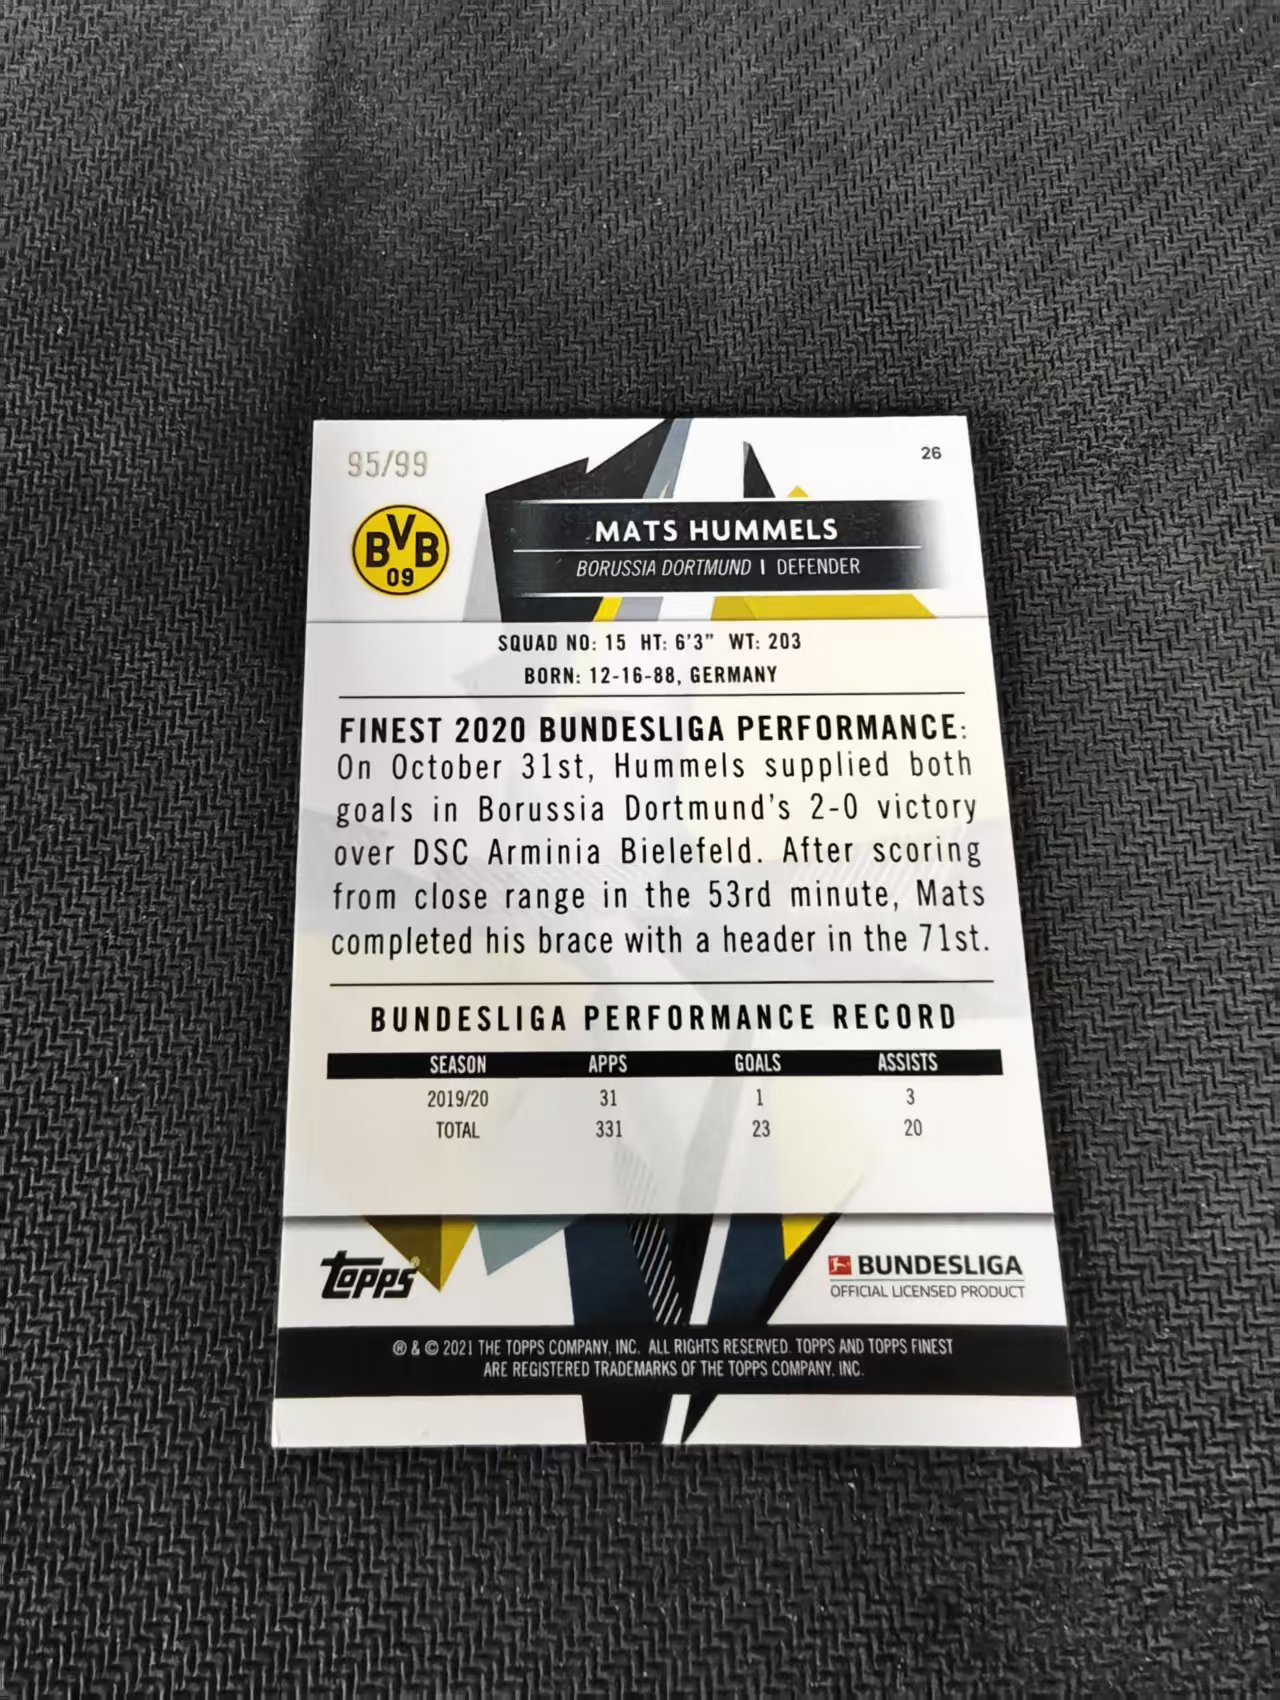 95/99
26
BVB
09
MATS HUMMELS
BORUSSIA DORTMUND | DEFENDER
SQUAD NO: 15 HT: 6'3" WT: 203
BORN: 12-16-88, GERMANY
FINEST 2020 BUNDESLIGA PERFORMANCE:
On October 31st, Hummels supplied both
goals in Borussia Dortmund's 2-0 victory
over DSC Arminia Bielefeld. After scoring
from close range in the 53rd minute, Mats
completed his brace with a header in the 71st.
BUNDESLIGA PERFORMANCE RECORD
SEASON APPS GOALS ASSISTS
2019/20 31 1 3
TOTAL 331 23 20
topps®
BUNDESLIGA
OFFICIAL LICENSED PRODUCT
® & © 2021 THE TOPPS COMPANY, INC. ALL RIGHTS RESERVED. TOPPS AND TOPPS FINEST
ARE REGISTERED TRADEMARKS OF THE TOPPS COMPANY, INC.